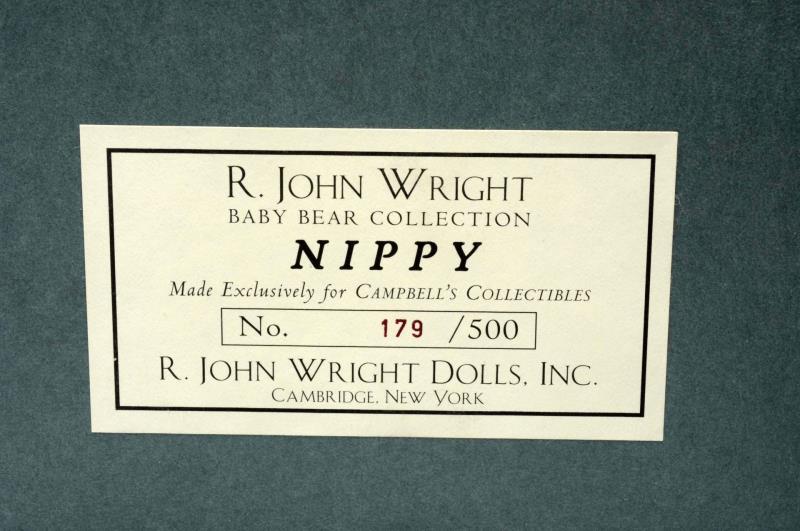 R. JOHN WRIGHT
BABY BEAR COLLECTION
NIPPY
Made Exclusively for CAMPBELL'S COLLECTIBLES
No. 179 /500
R. JOHN WRIGHT DOLLS, INC.
CAMBRIDGE, NEW YORK